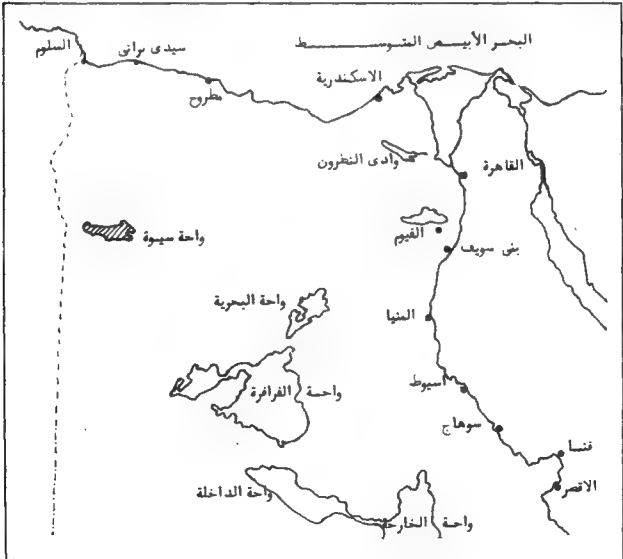 البحر الأبيض المتوسط
السلوم
سيدى برانى
مطروح
الاسكندرية
وادى النطرون
القاهرة
واحة سيوة
الفيوم
بنى سويف
واحة البحرية
المنيا
واحة الفرافرة
اسيوط
سوهاج
قنا
الاقصر
واحة الداخلة
واحة الخارجة